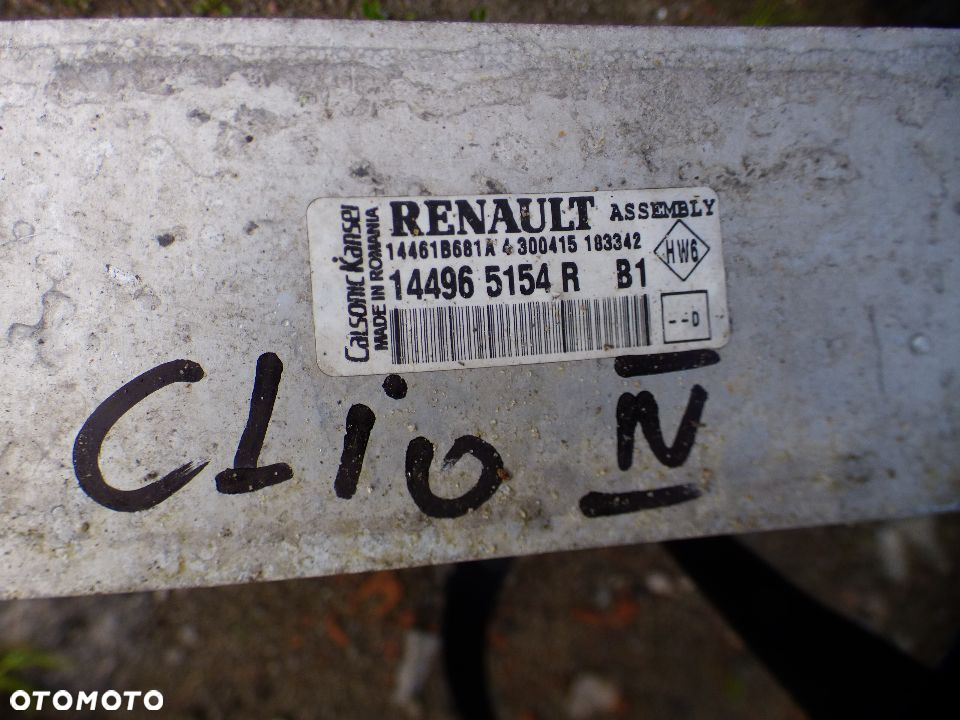 Calsonic Kansei
MADE IN ROMANIA
RENAULT ASSEMBLY
14461B681A 4 300415 183342
HW6
14496 5154 R B1
--D
CLio IV
OTOMOTO